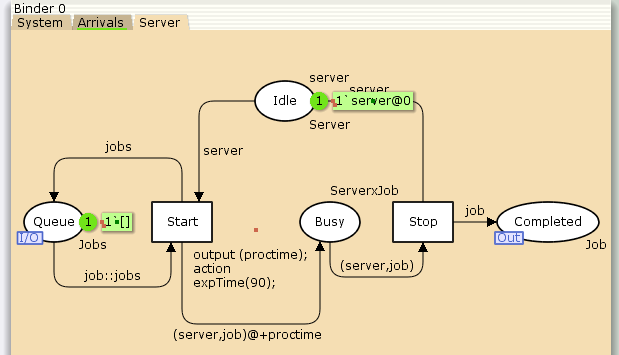 Binder 0
System
Arrivals
Server
server
server
Idle
1
1`server@0
Server
jobs
server
ServerxJob
Queue
1
1`[]
Start
Busy
Stop
job
Completed
I/O
Jobs
Out
Job
output (proctime);
action
expTime(90);
job::jobs
(server,job)
(server,job)@+proctime